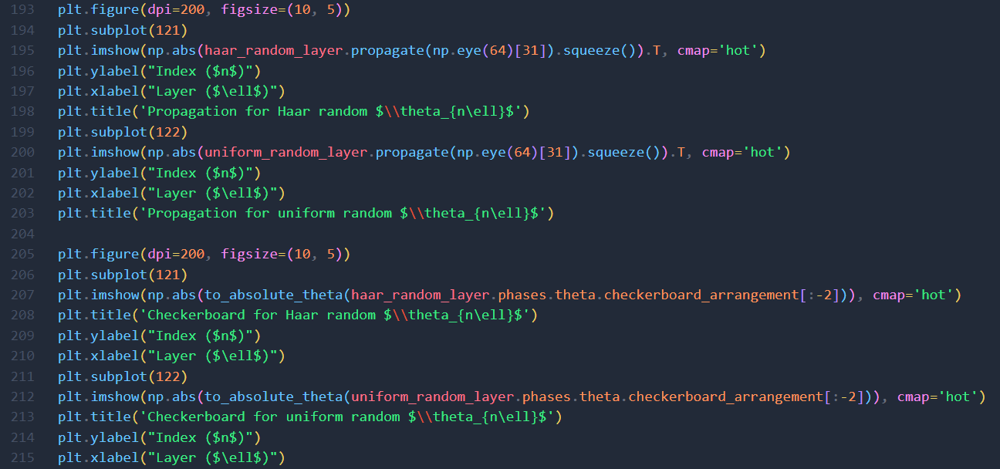 193 plt.figure(dpi=200, figsize=(10, 5))
194 plt.subplot(121)
195 plt.imshow(np.abs(haar_random_layer.propagate(np.eye(64)[31]).squeeze()).T, cmap='hot')
196 plt.ylabel("Index ($n$)")
197 plt.xlabel("Layer ($\ell$)")
198 plt.title('Propagation for Haar random $\\theta_{n\ell}$')
199 plt.subplot(122)
200 plt.imshow(np.abs(uniform_random_layer.propagate(np.eye(64)[31]).squeeze()).T, cmap='hot')
201 plt.ylabel("Index ($n$)")
202 plt.xlabel("Layer ($\ell$)")
203 plt.title('Propagation for uniform random $\\theta_{n\ell}$')
204
205 plt.figure(dpi=200, figsize=(10, 5))
206 plt.subplot(121)
207 plt.imshow(np.abs(to_absolute_theta(haar_random_layer.phases.theta.checkerboard_arrangement[:-2])), cmap='hot')
208 plt.title('Checkerboard for Haar random $\\theta_{n\ell}$')
209 plt.ylabel("Index ($n$)")
210 plt.xlabel("Layer ($\ell$)")
211 plt.subplot(122)
212 plt.imshow(np.abs(to_absolute_theta(uniform_random_layer.phases.theta.checkerboard_arrangement[:-2])), cmap='hot')
213 plt.title('Checkerboard for uniform random $\\theta_{n\ell}$')
214 plt.ylabel("Index ($n$)")
215 plt.xlabel("Layer ($\ell$)")